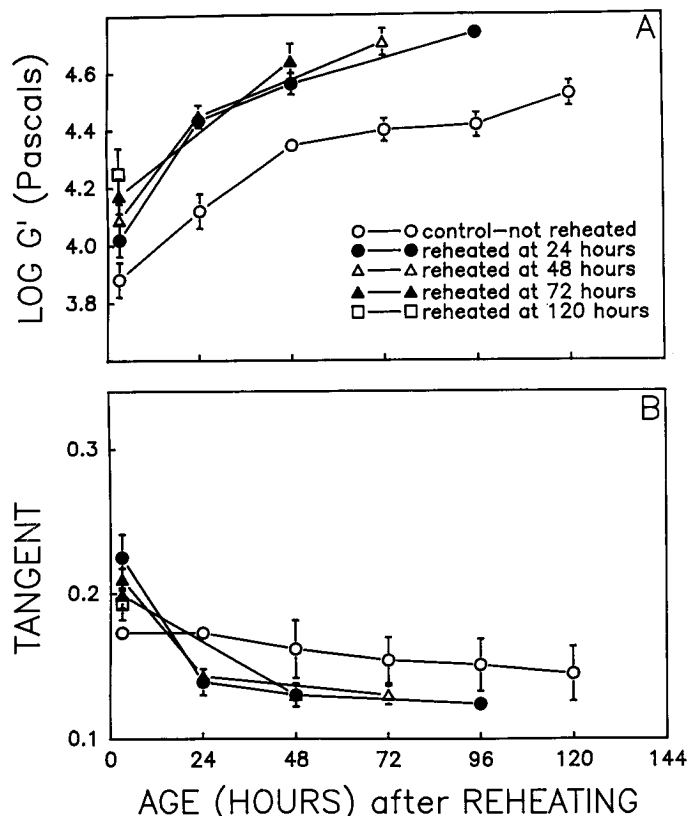 A
LOG G' (Pascals)
4.6
4.4
4.2
4.0
3.8
control-not reheated
reheated at 24 hours
reheated at 48 hours
reheated at 72 hours
reheated at 120 hours
B
TANGENT
0.3
0.2
0.1
0 24 48 72 96 120 144
AGE (HOURS) after REHEATING